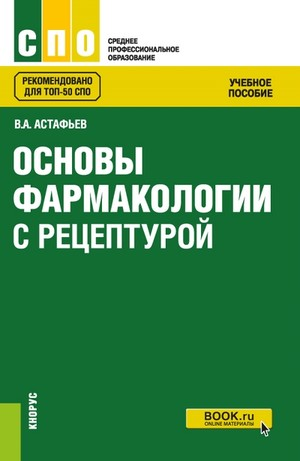 СПО
СРЕДНЕЕ
ПРОФЕССИОНАЛЬНОЕ
ОБРАЗОВАНИЕ
РЕКОМЕНДОВАНО
ДЛЯ ТОП-50 СПО
УЧЕБНОЕ
ПОСОБИЕ
В.А. АСТАФЬЕВ
ОСНОВЫ
ФАРМАКОЛОГИИ
С РЕЦЕПТУРОЙ
КНОРУС
BOOK.ru
ONLINE МАТЕРИАЛЫ